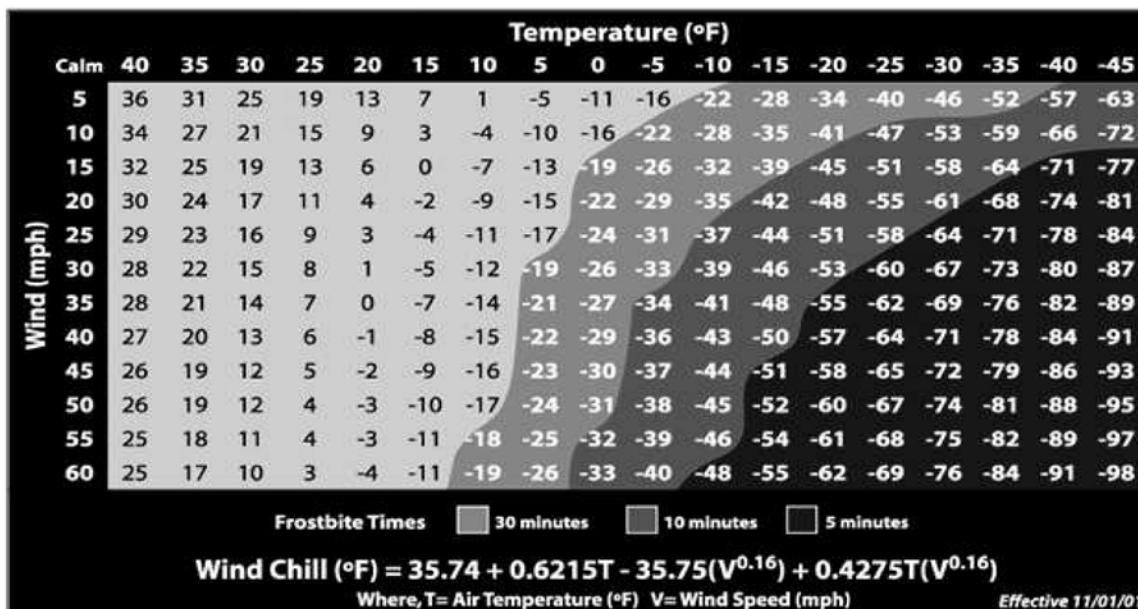 Temperature (ºF)
Calm 40 35 30 25 20 15 10 5 0 -5 -10 -15 -20 -25 -30 -35 -40 -45
5 36 31 25 19 13 7 1 -5 -11 -16 -22 -28 -34 -40 -46 -52 -57 -63
10 34 27 21 15 9 3 -4 -10 -16 -22 -28 -35 -41 -47 -53 -59 -66 -72
15 32 25 19 13 6 0 -7 -13 -19 -26 -32 -39 -45 -51 -58 -64 -71 -77
20 30 24 17 11 4 -2 -9 -15 -22 -29 -35 -42 -48 -55 -61 -68 -74 -81
25 29 23 16 9 3 -4 -11 -17 -24 -31 -37 -44 -51 -58 -64 -71 -78 -84
30 28 22 15 8 1 -5 -12 -19 -26 -33 -39 -46 -53 -60 -67 -73 -80 -87
35 28 21 14 7 0 -7 -14 -21 -27 -34 -41 -48 -55 -62 -69 -76 -82 -89
40 27 20 13 6 -1 -8 -15 -22 -29 -36 -43 -50 -57 -64 -71 -78 -84 -91
45 26 19 12 5 -2 -9 -16 -23 -30 -37 -44 -51 -58 -65 -72 -79 -86 -93
50 26 19 12 4 -3 -10 -17 -24 -31 -38 -45 -52 -60 -67 -74 -81 -88 -95
55 25 18 11 4 -3 -11 -18 -25 -32 -39 -46 -54 -61 -68 -75 -82 -89 -97
60 25 17 10 3 -4 -11 -19 -26 -33 -40 -48 -55 -62 -69 -76 -84 -91 -98
Wind (mph)
Frostbite Times 30 minutes 10 minutes 5 minutes
Wind Chill (ºF) = 35.74 + 0.6215T - 35.75(V^0.16) + 0.4275T(V^0.16)
Where, T= Air Temperature (ºF) V= Wind Speed (mph) Effective 11/01/01